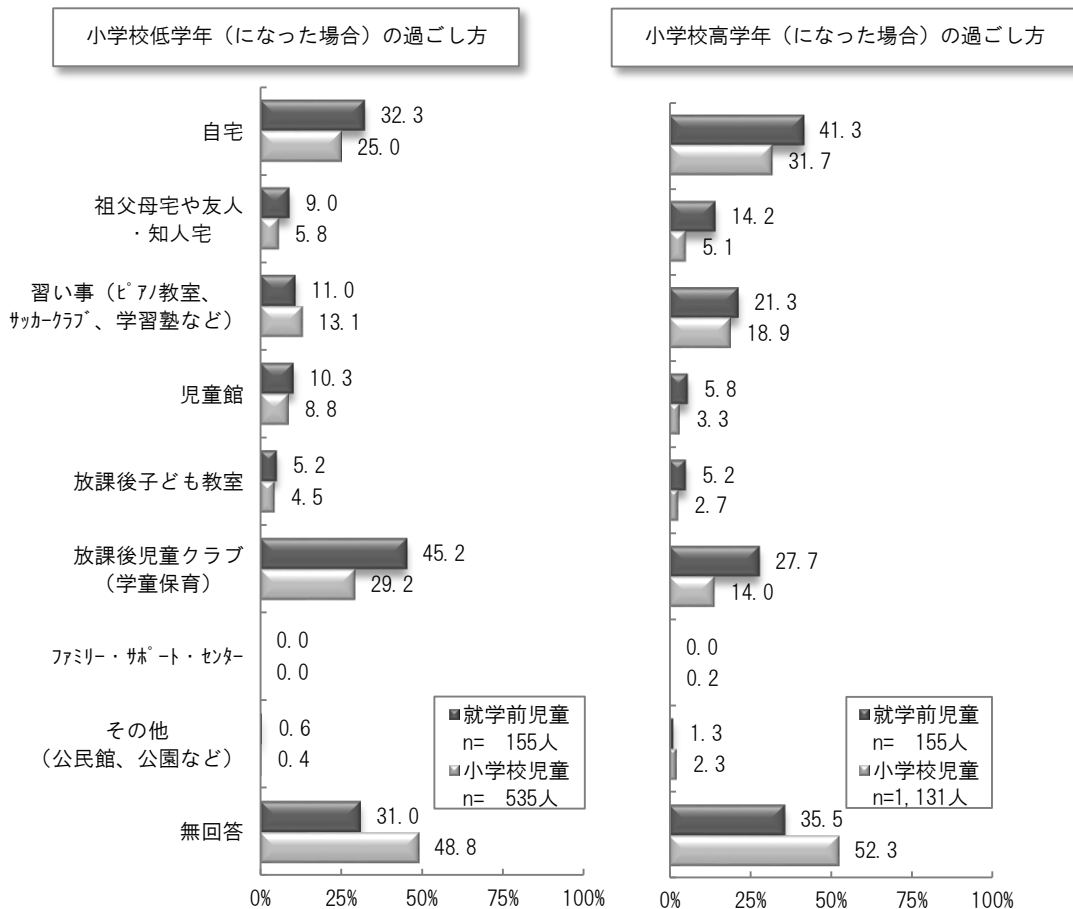 小学校低学年（になった場合）の過ごし方
小学校高学年（になった場合）の過ごし方
自宅
32.3
25.0
41.3
31.7
祖父母宅や友人
・知人宅
9.0
5.8
14.2
5.1
習い事（ﾋﾟｱﾉ教室、
ｻｯｶｰｸﾗﾌﾞ、学習塾など）
11.0
13.1
21.3
18.9
児童館
10.3
8.8
5.8
3.3
放課後子ども教室
5.2
4.5
5.2
2.7
放課後児童クラブ
（学童保育）
45.2
29.2
27.7
14.0
ﾌｧﾐﾘｰ・ｻﾎﾟｰﾄ・ｾﾝﾀｰ
0.0
0.0
0.0
0.2
その他
（公民館、公園など）
0.6
0.4
1.3
2.3
無回答
31.0
48.8
35.5
52.3
就学前児童
n=　155人
小学校児童
n=　535人
就学前児童
n=　155人
小学校児童
n=1,131人
0% 25% 50% 75% 100%
0% 25% 50% 75% 100%